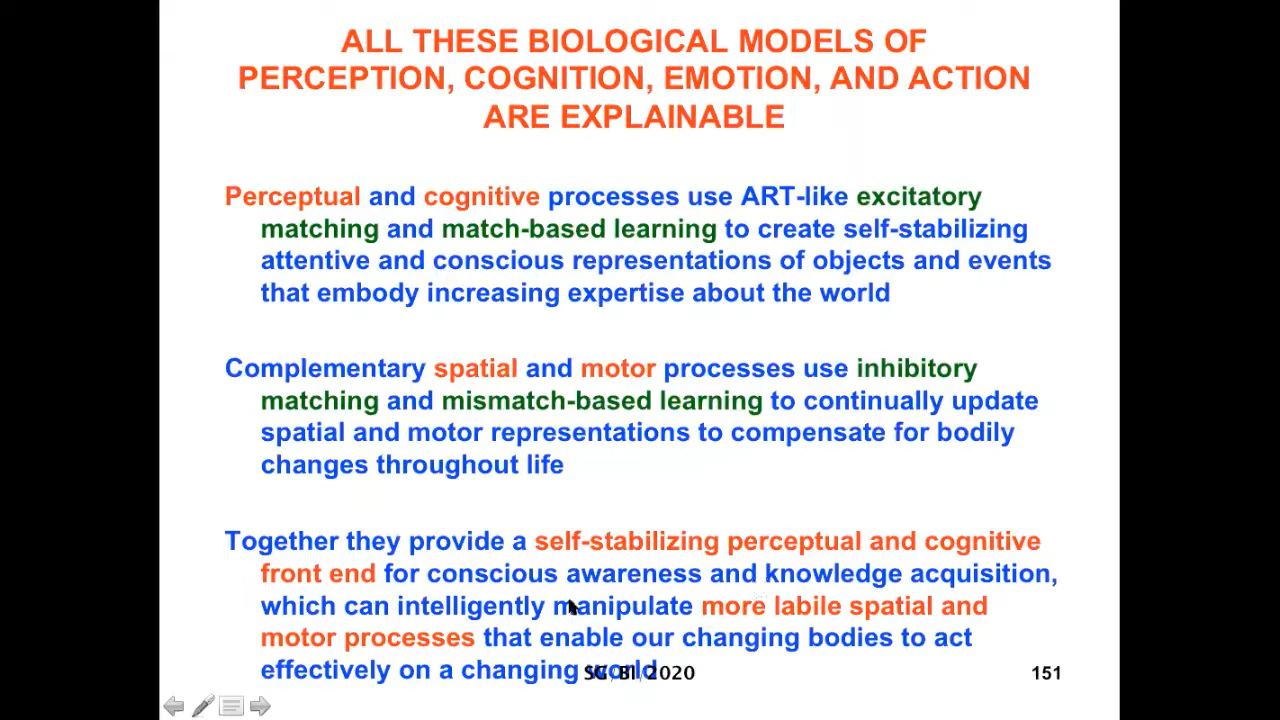 ALL THESE BIOLOGICAL MODELS OF
PERCEPTION, COGNITION, EMOTION, AND ACTION
ARE EXPLAINABLE
Perceptual and cognitive processes use ART-like excitatory
matching and match-based learning to create self-stabilizing
attentive and conscious representations of objects and events
that embody increasing expertise about the world
Complementary spatial and motor processes use inhibitory
matching and mismatch-based learning to continually update
spatial and motor representations to compensate for bodily
changes throughout life
Together they provide a self-stabilizing perceptual and cognitive
front end for conscious awareness and knowledge acquisition,
which can intelligently manipulate more labile spatial and
motor processes that enable our changing bodies to act
effectively on a changing world
SG, 2020
151